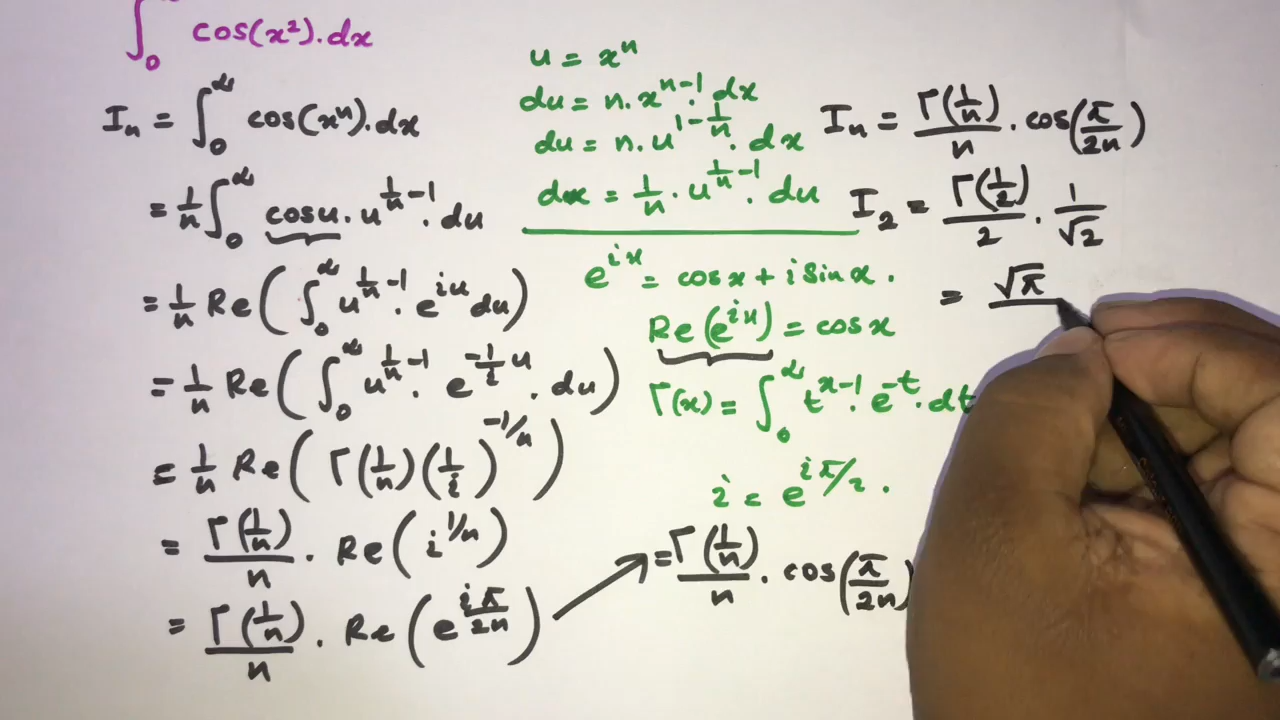 ∫₀^∞ cos(x²).dx
Iₙ = ∫₀^∞ cos(xⁿ).dx
= 1/n ∫₀^∞ cosu. u^(1/n-1). du
= 1/n Re( ∫₀^∞ u^(1/n-1). e^(iu) du)
= 1/n Re( ∫₀^∞ u^(1/n-1). e^(-1/i u). du)
= 1/n Re( Γ(1/n)(1/i)^(-1/n) )
= Γ(1/n)/n . Re( i^(1/n))
= Γ(1/n)/n . Re( e^(iπ/2n))
u = xⁿ
du = n. x^(n-1). dx
du = n. u^(1-1/n). dx
dx = 1/n . u^(1/n-1). du
e^(ix) = cosx + i sinx .
Re(e^(ix)) = cosx
Γ(x) = ∫₀^∞ t^(x-1). e^(-t). dt
i = e^(iπ/2) .
= Γ(1/n)/n . cos(π/2n)
Iₙ = Γ(1/n)/n . cos(π/2n)
I₂ = Γ(1/2)/2 . 1/√2
= √π